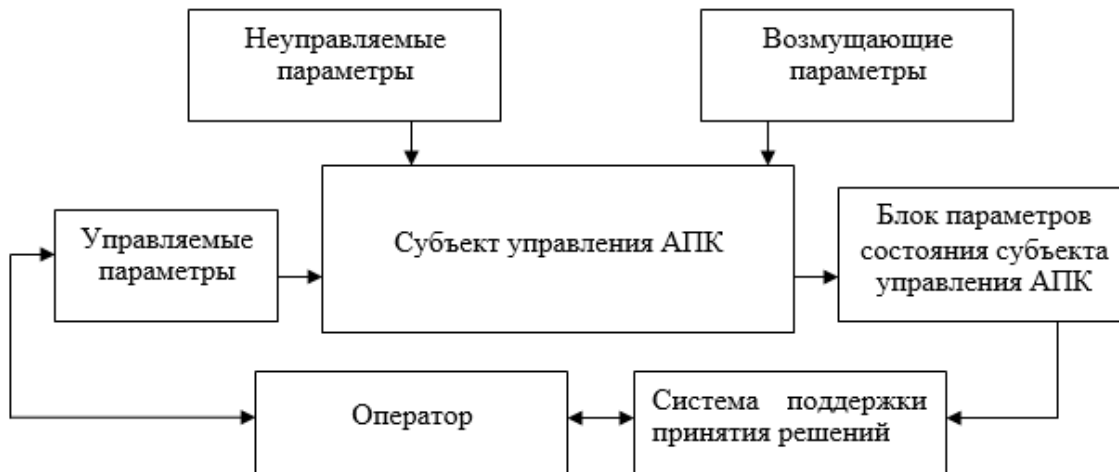 Неуправляемые
параметры
Возмущающие
параметры
Управляемые
параметры
Субъект управления АПК
Блок параметров
состояния субъекта
управления АПК
Оператор
Система поддержки
принятия решений